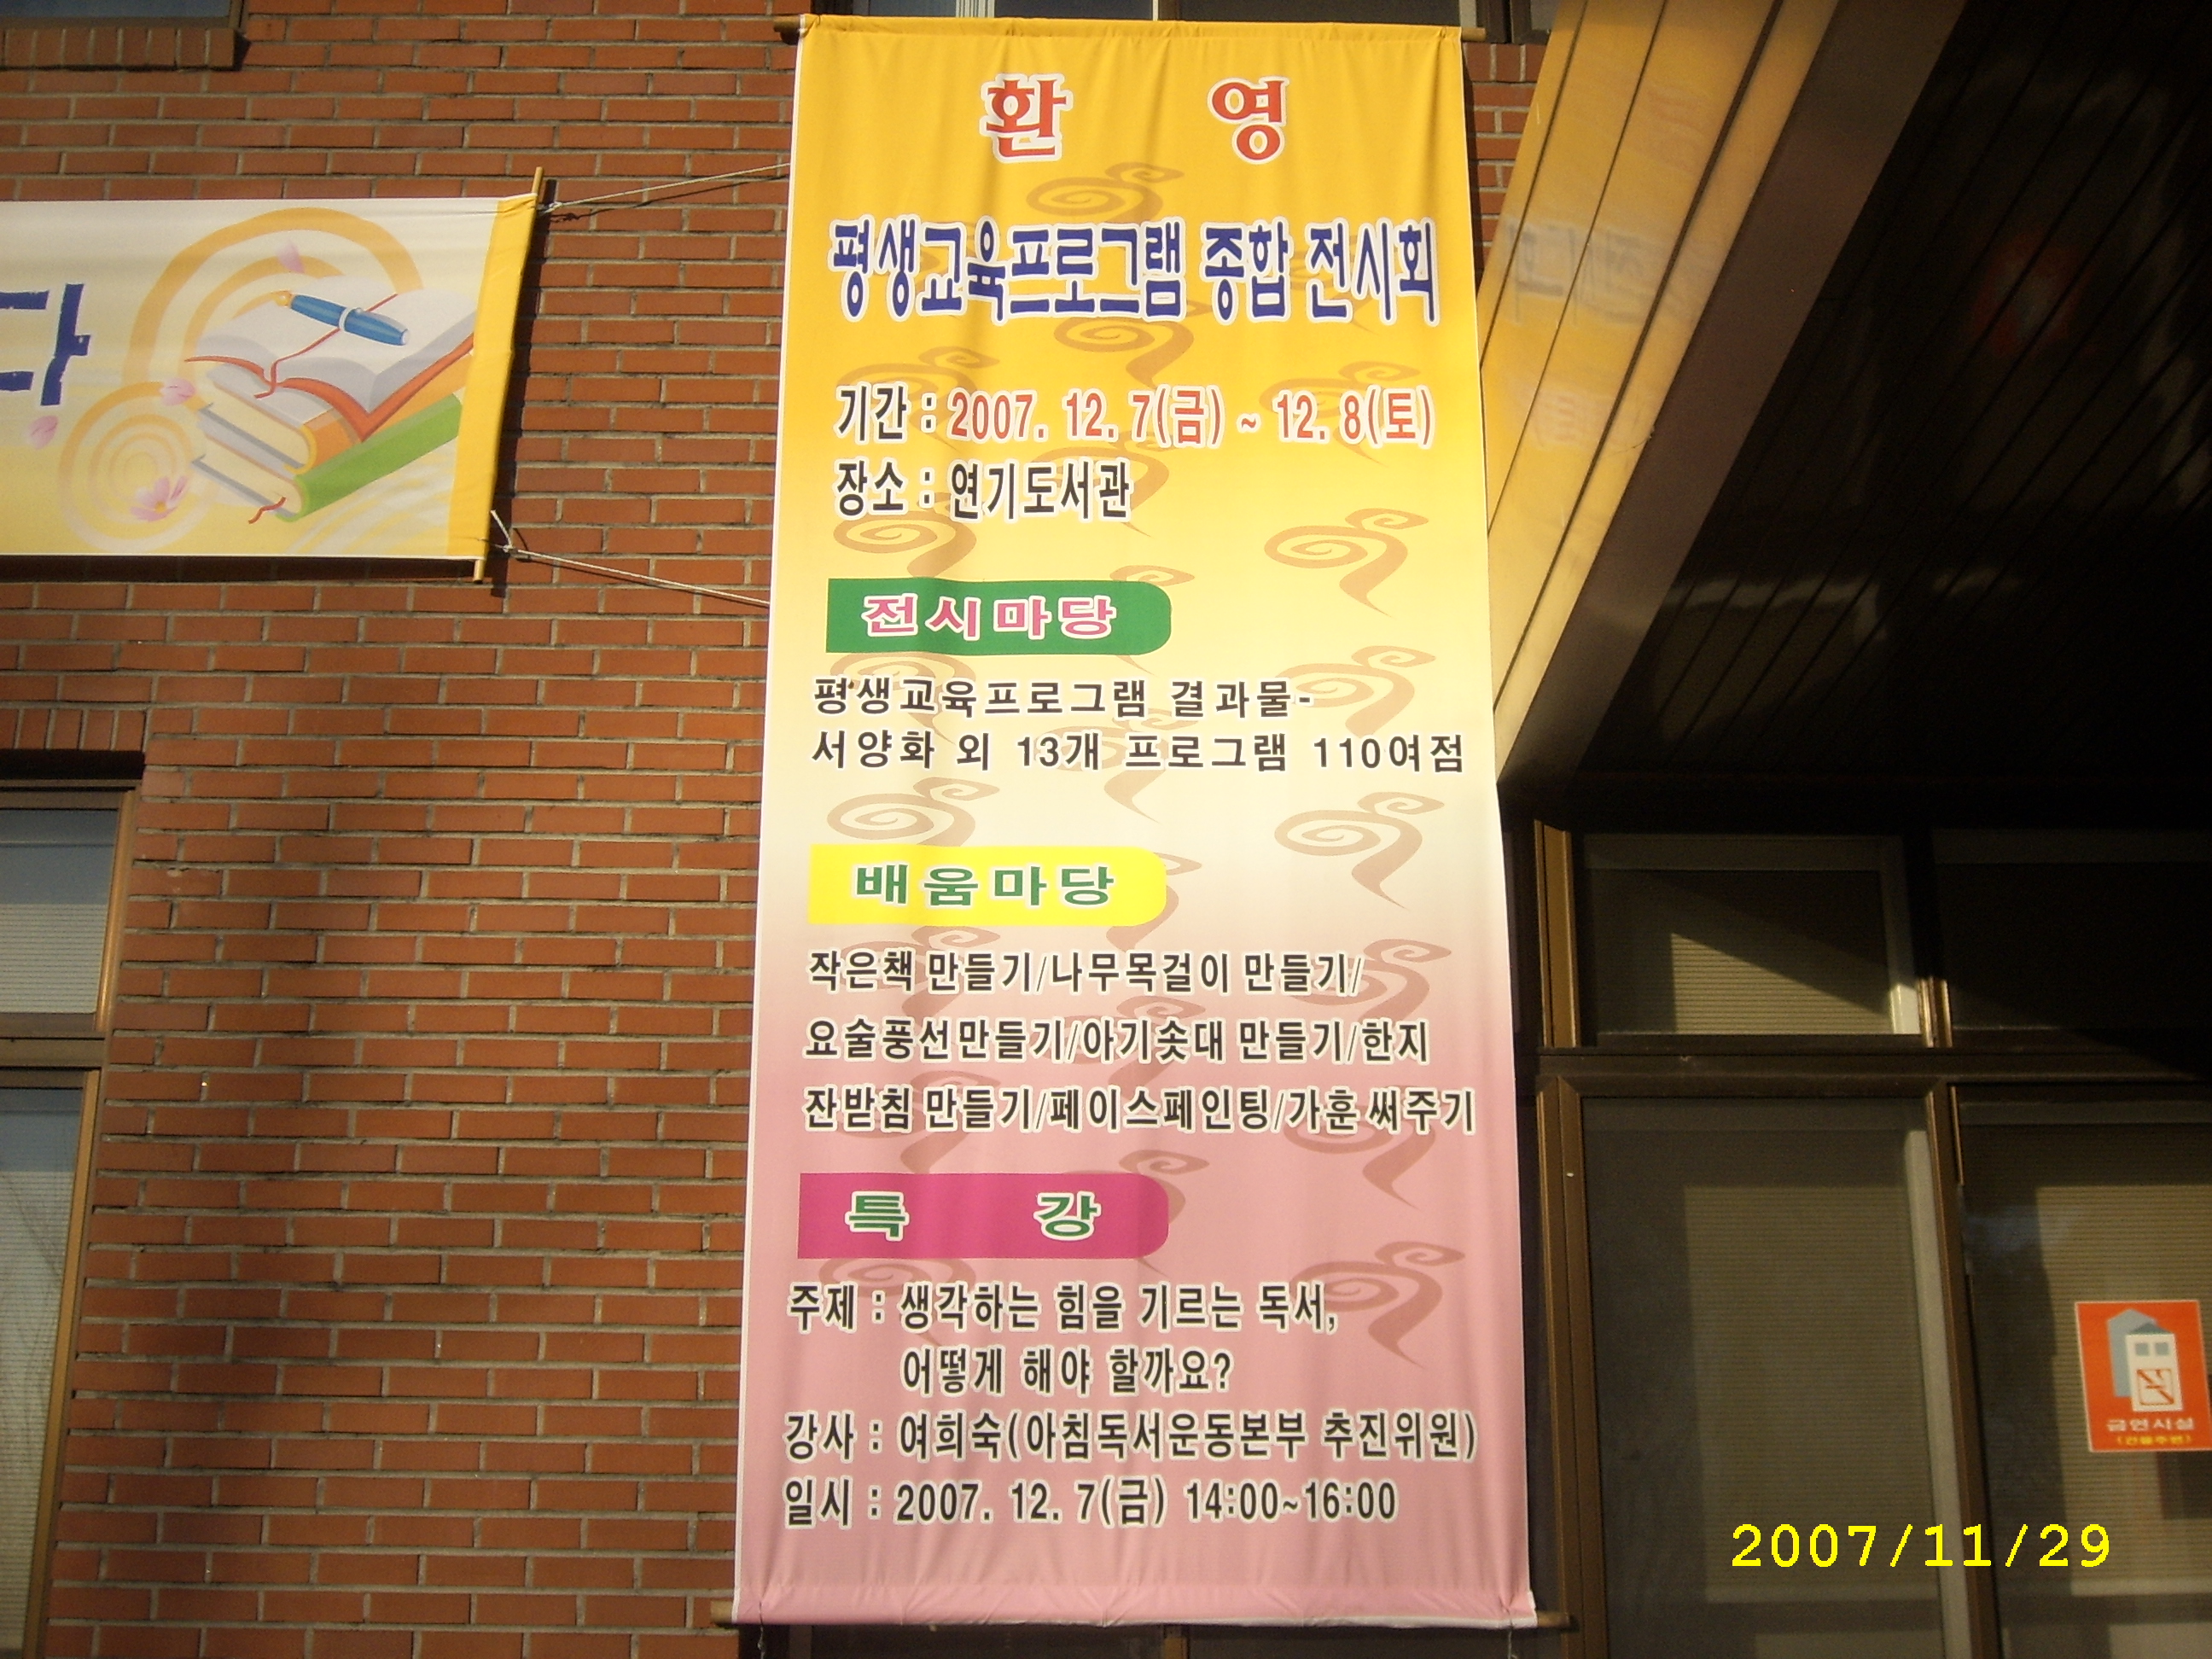 환 영
평생교육프로그램 종합 전시회
기간 : 2007. 12. 7(금) ~ 12. 8(토)
장소 : 연기도서관
전시마당
평생교육프로그램 결과물-
서양화 외 13개 프로그램 110여점
배움마당
작은책 만들기/나무목걸이 만들기/
요술풍선만들기/아기솟대 만들기/한지
잔받침 만들기/페이스페인팅/가훈 써주기
특 강
주제 : 생각하는 힘을 기르는 독서,
어떻게 해야 할까요?
강사 : 여희숙(아침독서운동본부 추진위원)
일시 : 2007. 12. 7(금) 14:00~16:00
다
금연시설
2007/11/29